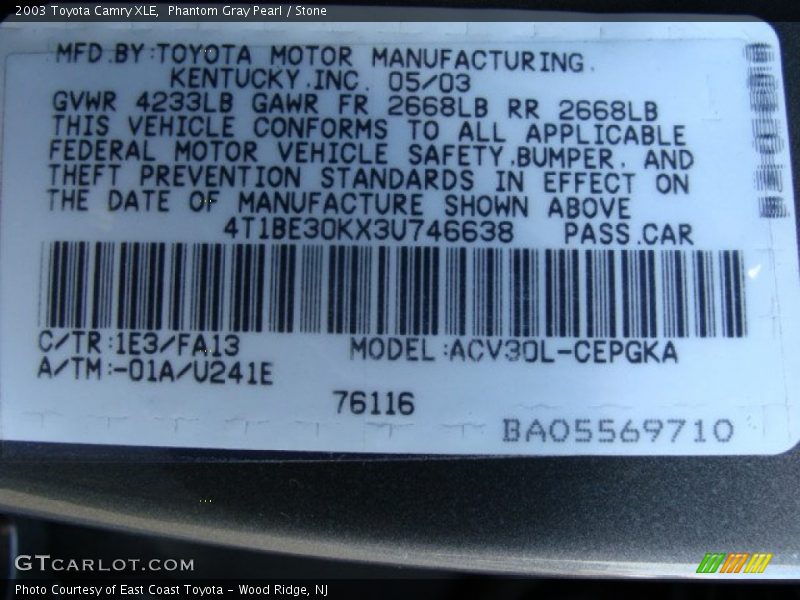 2003 Toyota Camry XLE,  Phantom Gray Pearl / Stone
MFD.BY:TOYOTA MOTOR MANUFACTURING.
KENTUCKY.INC. 05/03
GVWR 4233LB GAWR FR 2668LB RR 2668LB
THIS VEHICLE CONFORMS TO ALL APPLICABLE
FEDERAL MOTOR VEHICLE SAFETY.BUMPER. AND
THEFT PREVENTION STANDARDS IN EFFECT ON
THE DATE OF MANUFACTURE SHOWN ABOVE
4T1BE30KX3U746638 PASS.CAR
C/TR:1E3/FA13 MODEL:ACV30L-CEPGKA
A/TM:-01A/U241E
76116
BA05569710
GTCARLOT.COM
Photo Courtesy of East Coast Toyota - Wood Ridge, NJ